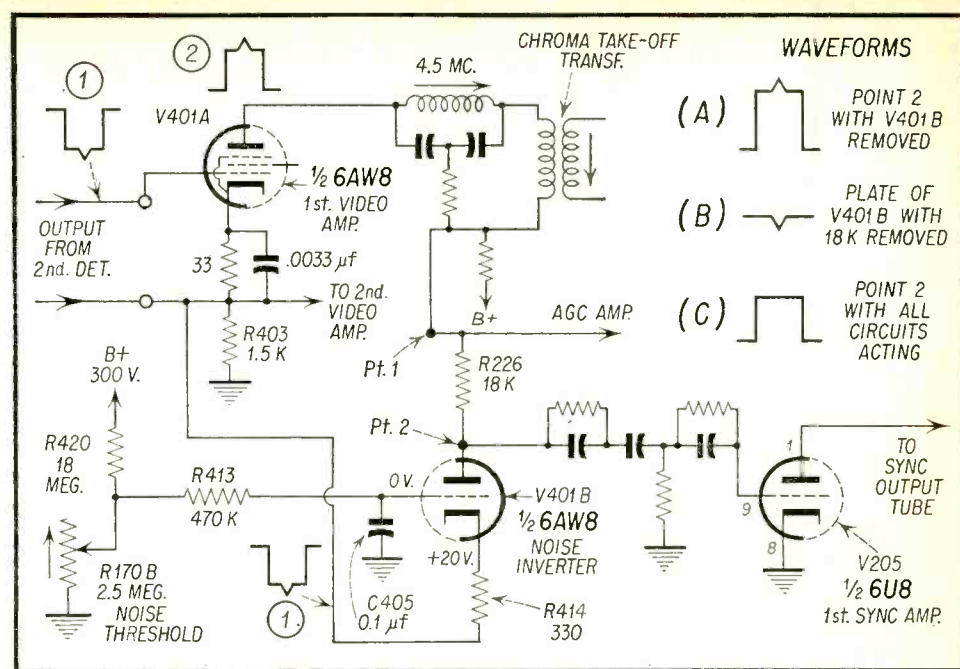 1
2
V401A
½ 6AW8
1st. VIDEO
AMP.
4.5 MC.
CHROMA TAKE-OFF
TRANSF.
WAVEFORMS
(A)
POINT 2
WITH V401B
REMOVED
(B)
PLATE OF
V401B WITH
18 K REMOVED
(C)
POINT 2
WITH ALL
CIRCUITS
ACTING
OUTPUT
FROM
2nd. DET.
33
.0033 µf
TO 2nd.
VIDEO
AMP.
R403
1.5 K
B+
AGC AMP.
Pt. 1
R226
18 K
Pt. 2
B+
300 V.
R420
18
MEG.
R413
470 K
0 V.
V401B
½ 6AW8
NOISE
INVERTER
+20V.
R170 B
2.5 MEG.
NOISE
THRESHOLD
1
C405
0.1 µf
R414
330
1
9
8
TO
SYNC
OUTPUT
TUBE
V205
½ 6U8
1st. SYNC AMP.